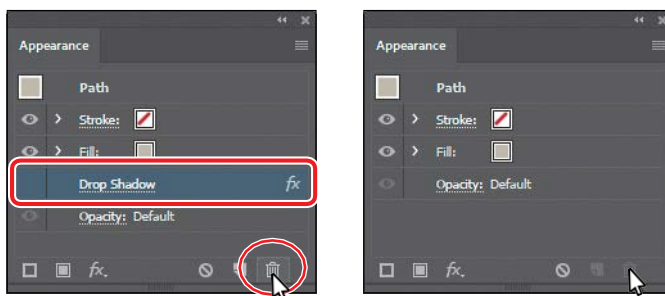 Appearance
Path
Stroke:
Fill:
Drop Shadow fx
Opacity: Default
fx.
Appearance
Path
Stroke:
Fill:
Opacity: Default
fx.